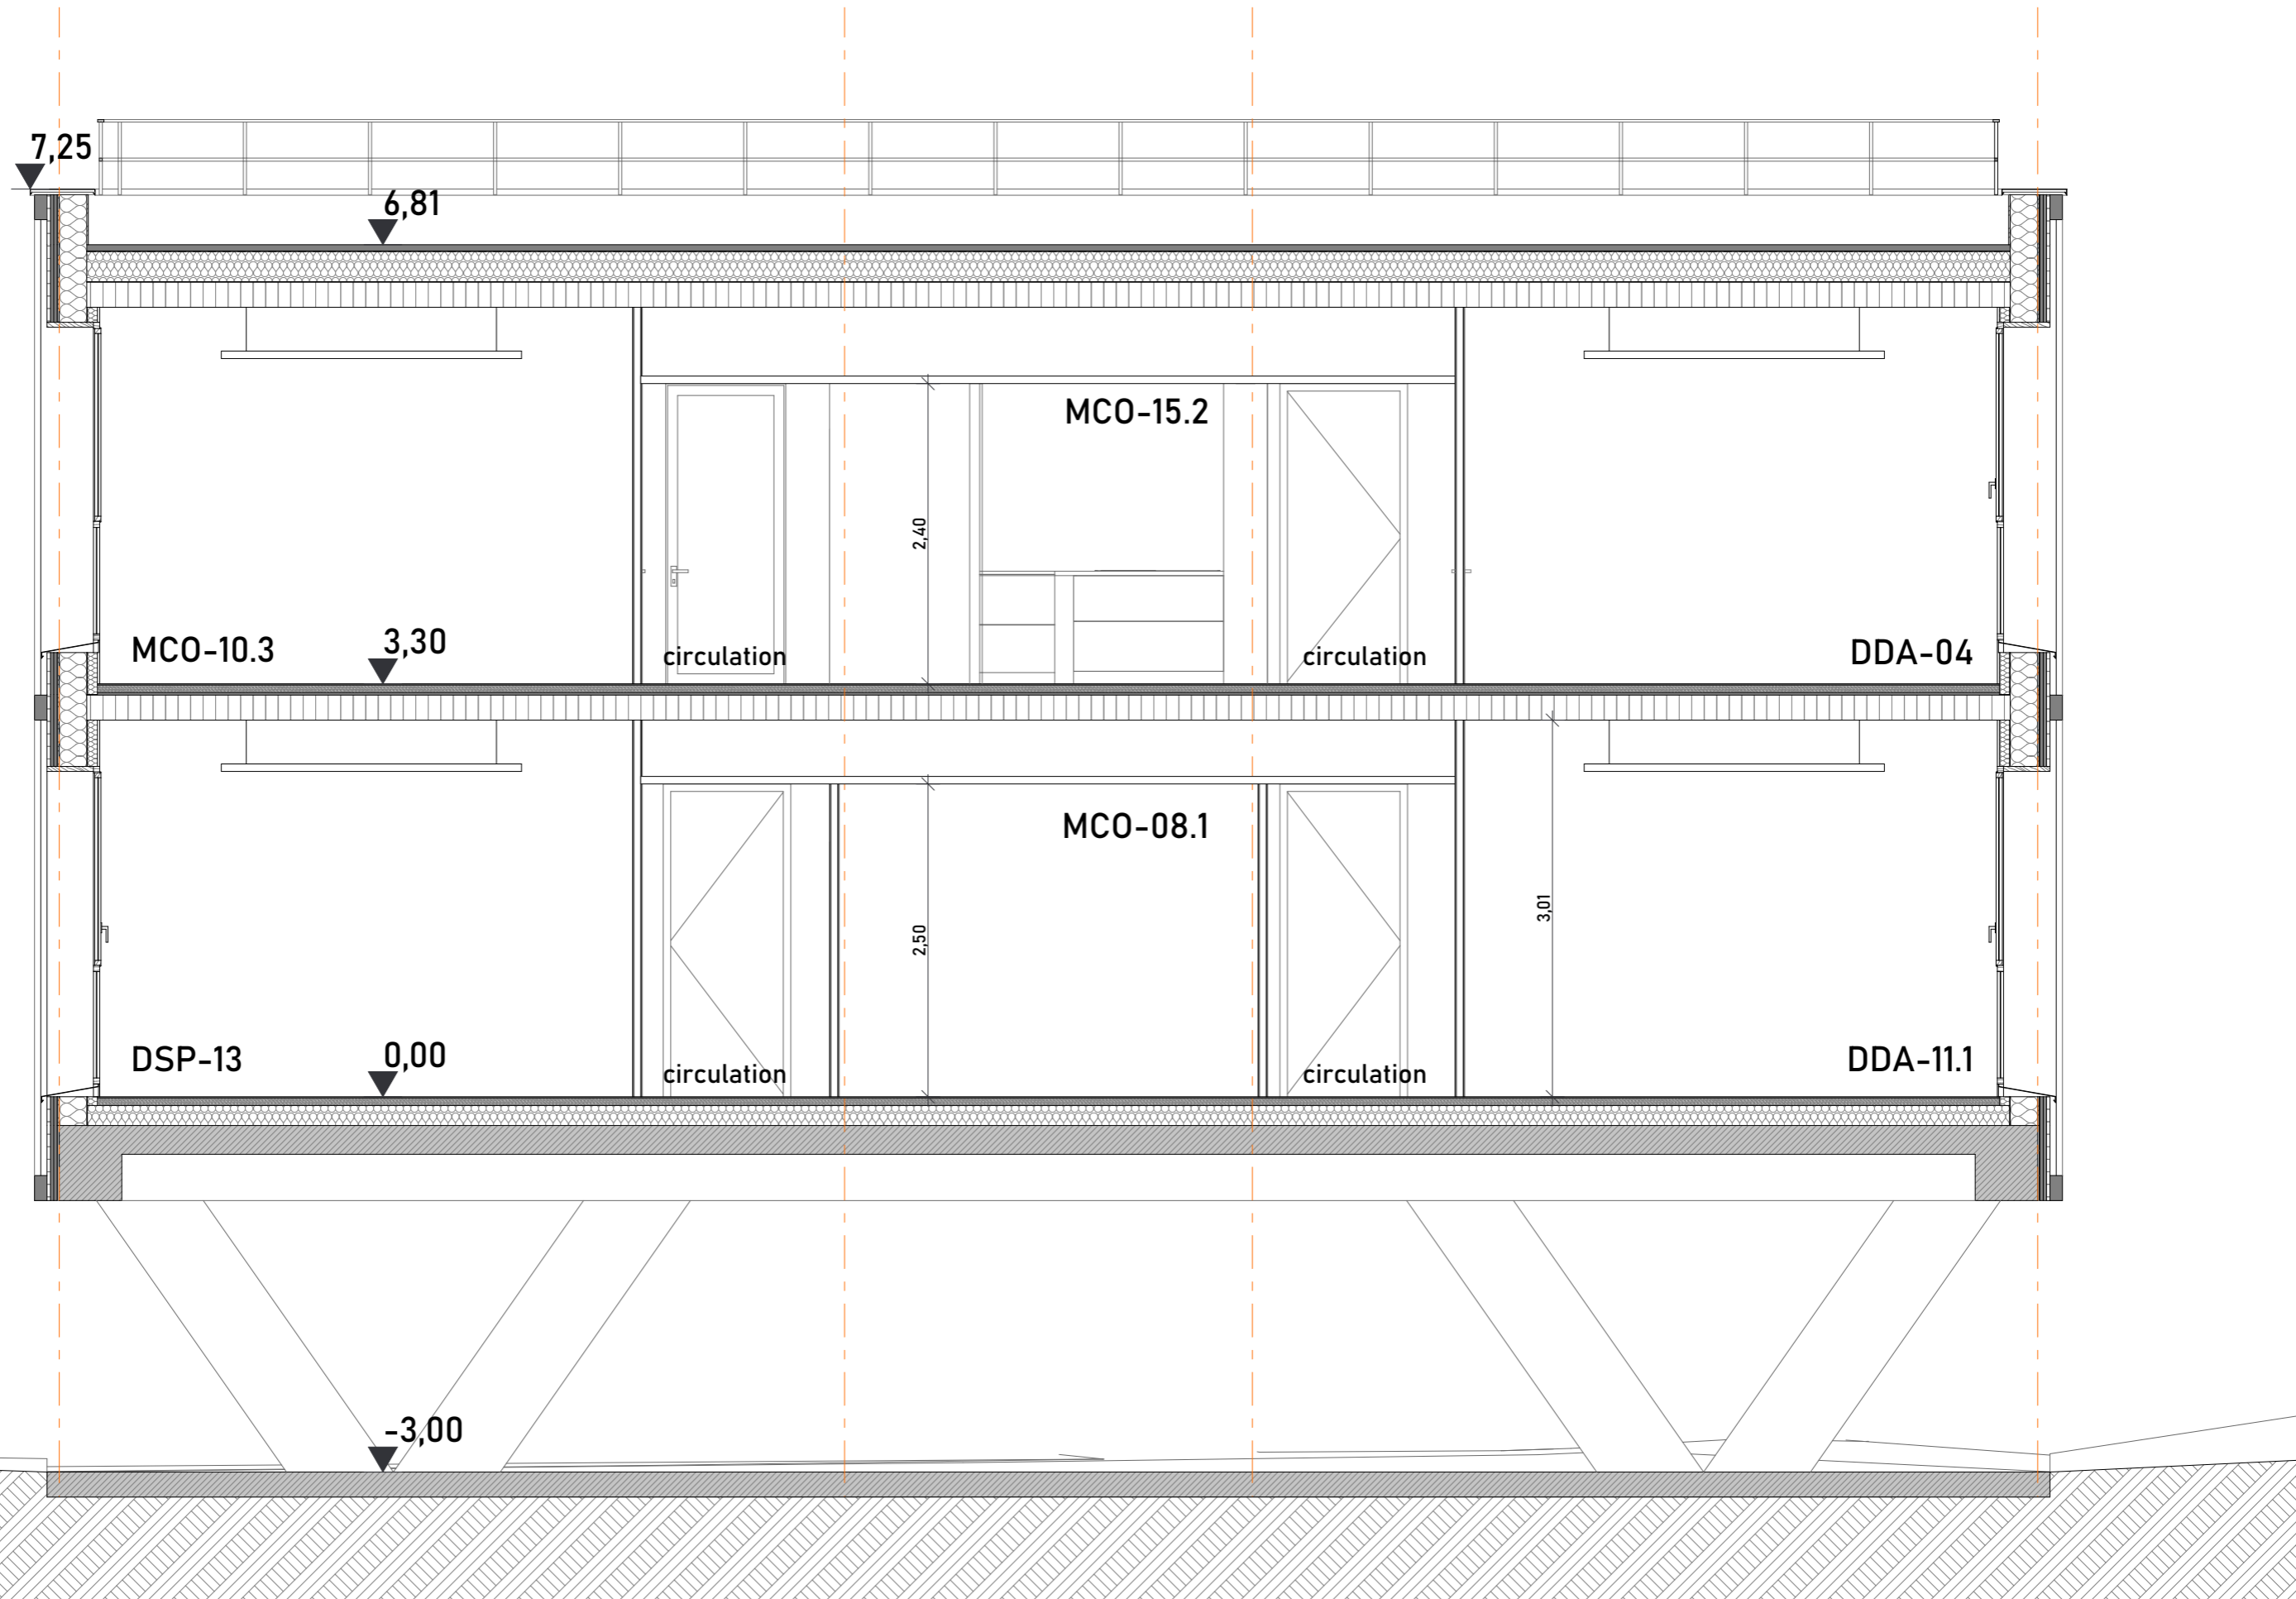 7,25
6,81
MCO-15.2
2,40
MCO-10.3
3,30
circulation
circulation
DDA-04
MCO-08.1
3,01
2,50
DSP-13
0,00
circulation
circulation
DDA-11.1
-3,00